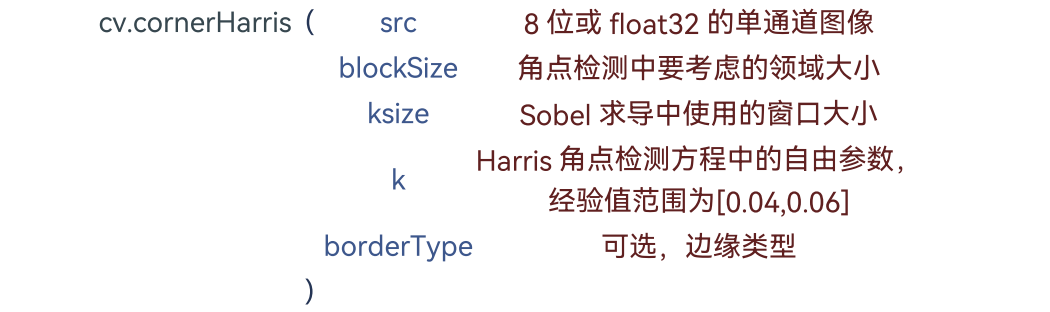 cv.cornerHarris ( src 8 位或 float32 的单通道图像
blockSize 角点检测中要考虑的领域大小
ksize Sobel 求导中使用的窗口大小
k Harris 角点检测方程中的自由参数，
经验值范围为[0.04,0.06]
borderType 可选，边缘类型
)